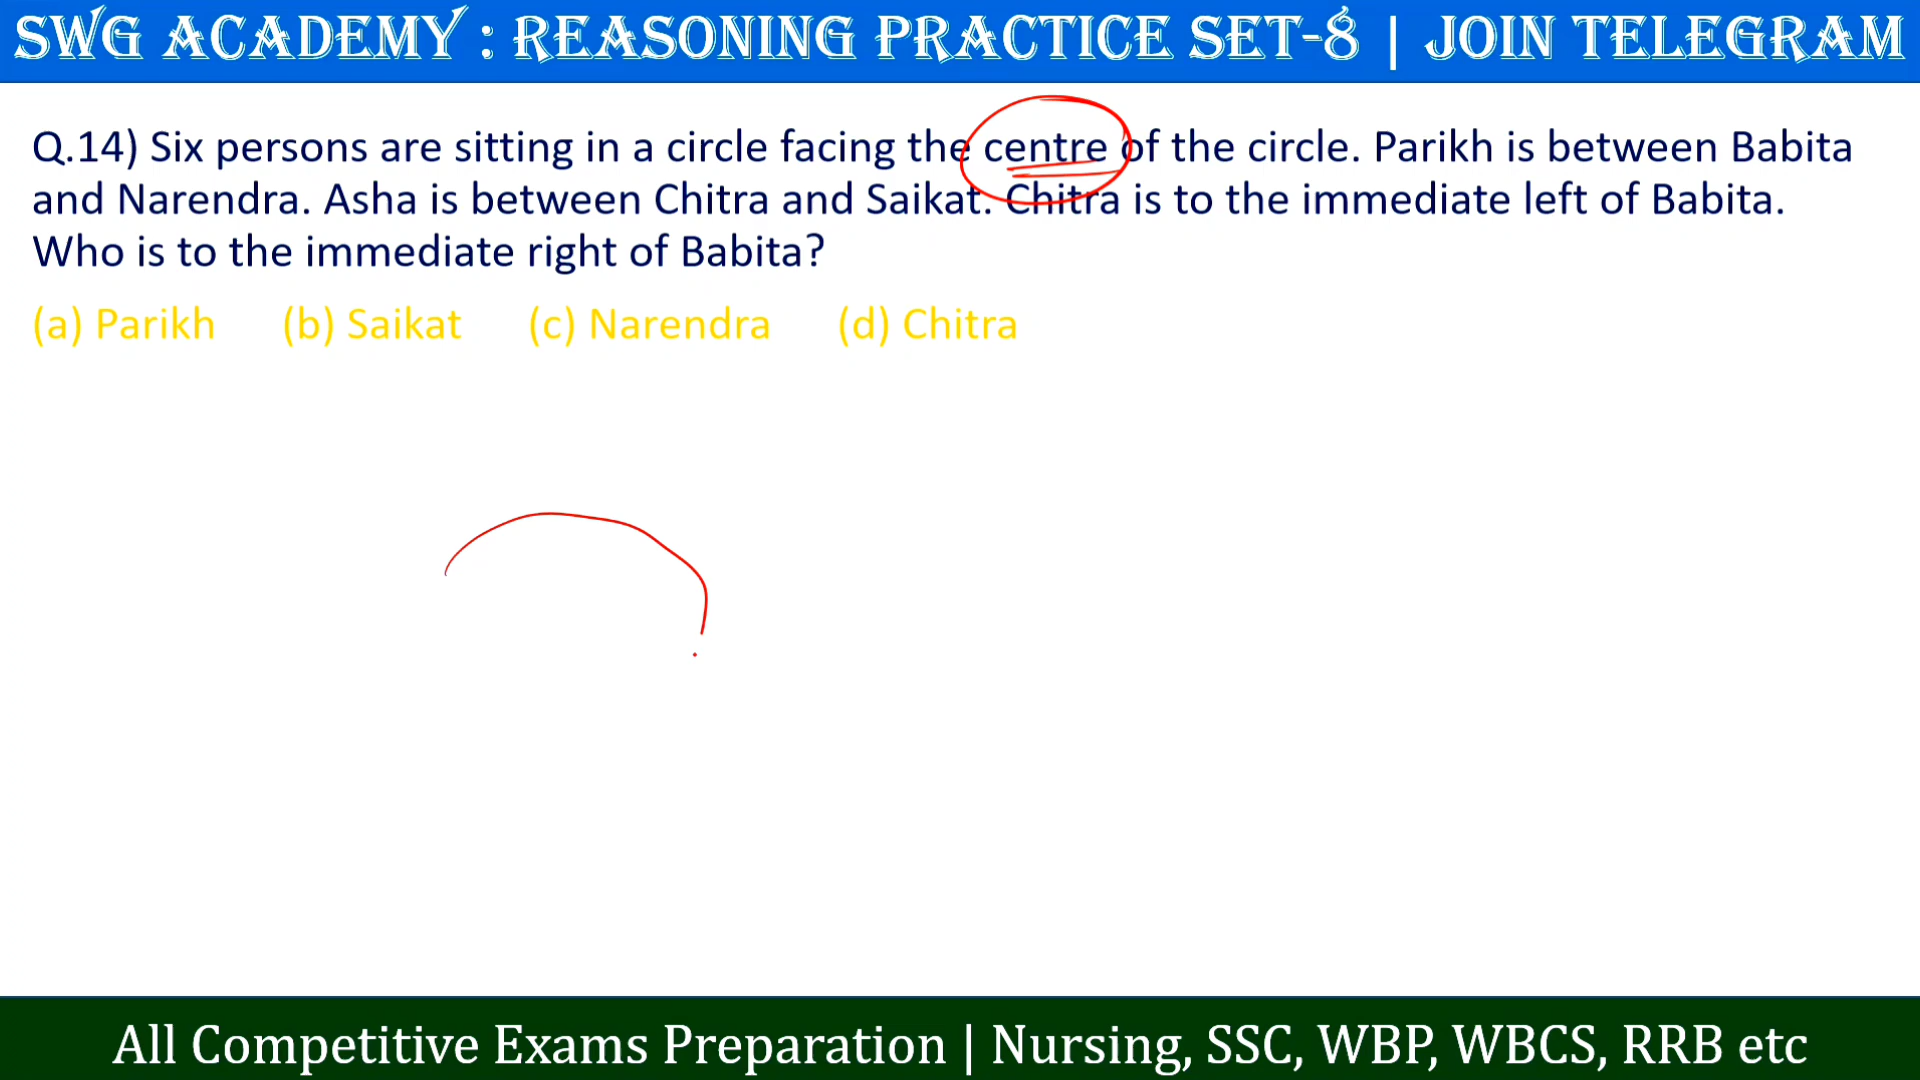 SWG ACADEMY : REASONING PRACTICE SET-8 | JOIN TELEGRAM
Q.14) Six persons are sitting in a circle facing the centre of the circle. Parikh is between Babita
and Narendra. Asha is between Chitra and Saikat. Chitra is to the immediate left of Babita.
Who is to the immediate right of Babita?
(a) Parikh (b) Saikat (c) Narendra (d) Chitra
All Competitive Exams Preparation | Nursing, SSC, WBP, WBCS, RRB etc